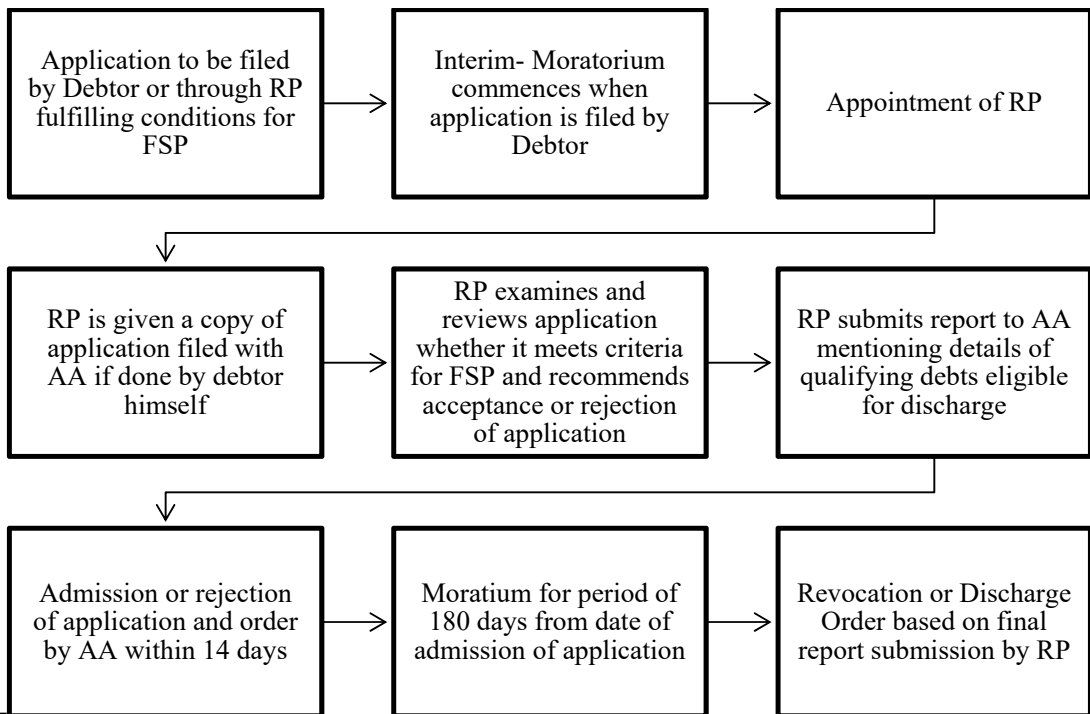 Application to be filed
by Debtor or through RP
fulfilling conditions for
FSP
Interim- Moratorium
commences when
application is filed by
Debtor
Appointment of RP
RP is given a copy of
application filed with
AA if done by debtor
himself
RP examines and
reviews application
whether it meets criteria
for FSP and recommends
acceptance or rejection
of application
RP submits report to AA
mentioning details of
qualifying debts eligible
for discharge
Admission or rejection
of application and order
by AA within 14 days
Moratium for period of
180 days from date of
admission of application
Revocation or Discharge
Order based on final
report submission by RP